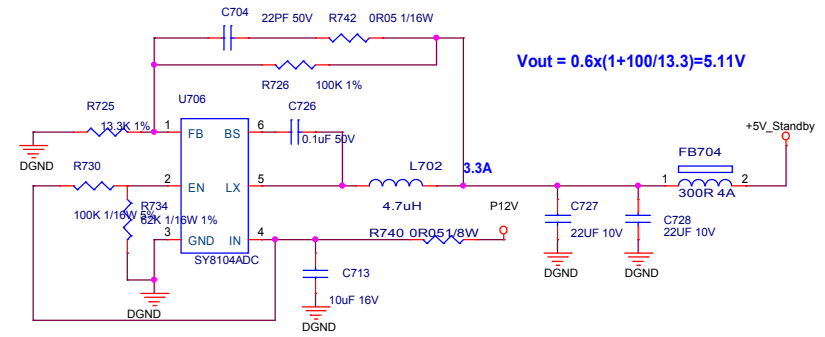 C704
22PF 50V
R742
0R05 1/16W
R726
100K 1%
Vout = 0.6x(1+100/13.3)=5.11V
R725
13.3K 1%
U706
C726
0.1uF 50V
1
FB
BS
6
DGND
+5V_Standby
R730
2
EN
LX
5
L702
3.3A
4.7uH
FB704
1
2
300R 4A
100K 1/16W 5%
R734
62K 1/16W 1%
3
GND
IN
4
SY8104ADC
P12V
R740
0R051/8W
C727
22UF 10V
C728
22UF 10V
DGND
DGND
C713
10uF 16V
DGND
DGND